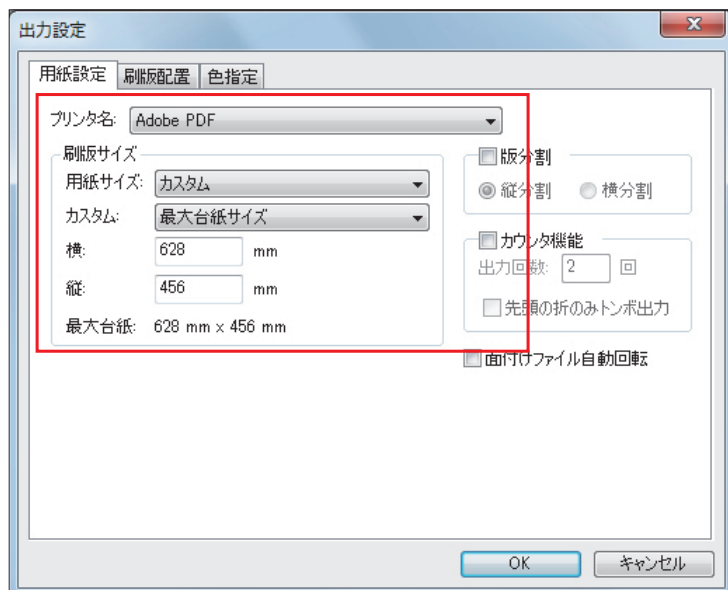 出力設定
用紙設定 刷版配置 色指定
プリンタ名: Adobe PDF
刷版サイズ
用紙サイズ: カスタム
カスタム: 最大台紙サイズ
横: 628 mm
縦: 456 mm
最大台紙: 628 mm x 456 mm
版分割
縦分割 横分割
カウンタ機能
出力回数: 2 回
先頭の折のみトンボ出力
面付けファイル自動回転
OK キャンセル